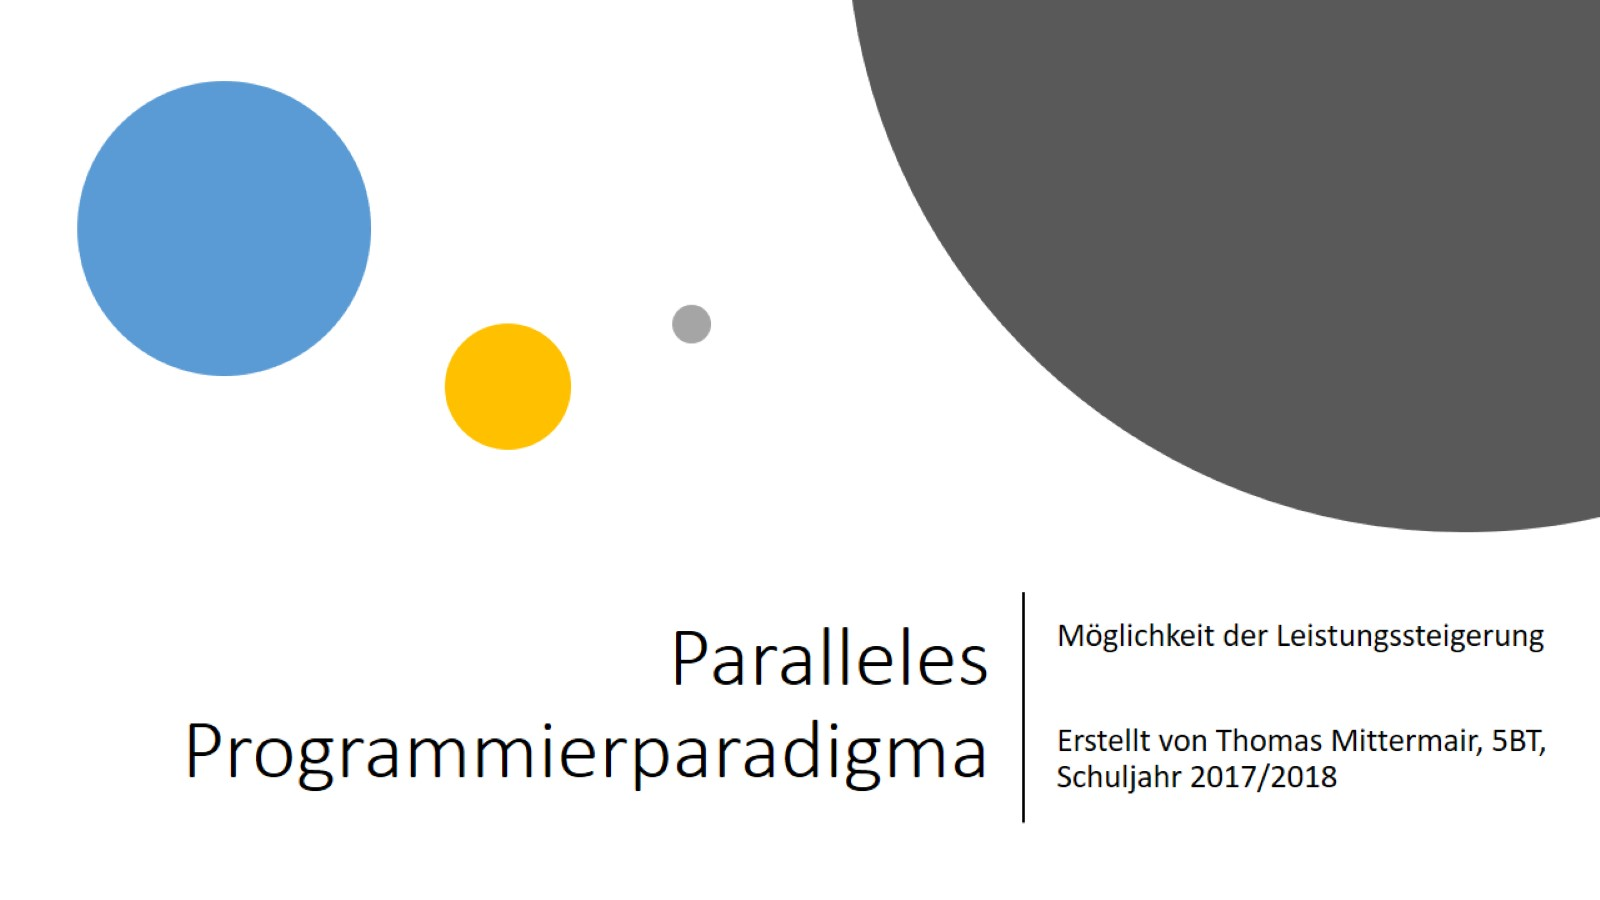 Paralleles
Programmierparadigma
Möglichkeit der Leistungssteigerung
Erstellt von Thomas Mittermair, 5BT,
Schuljahr 2017/2018